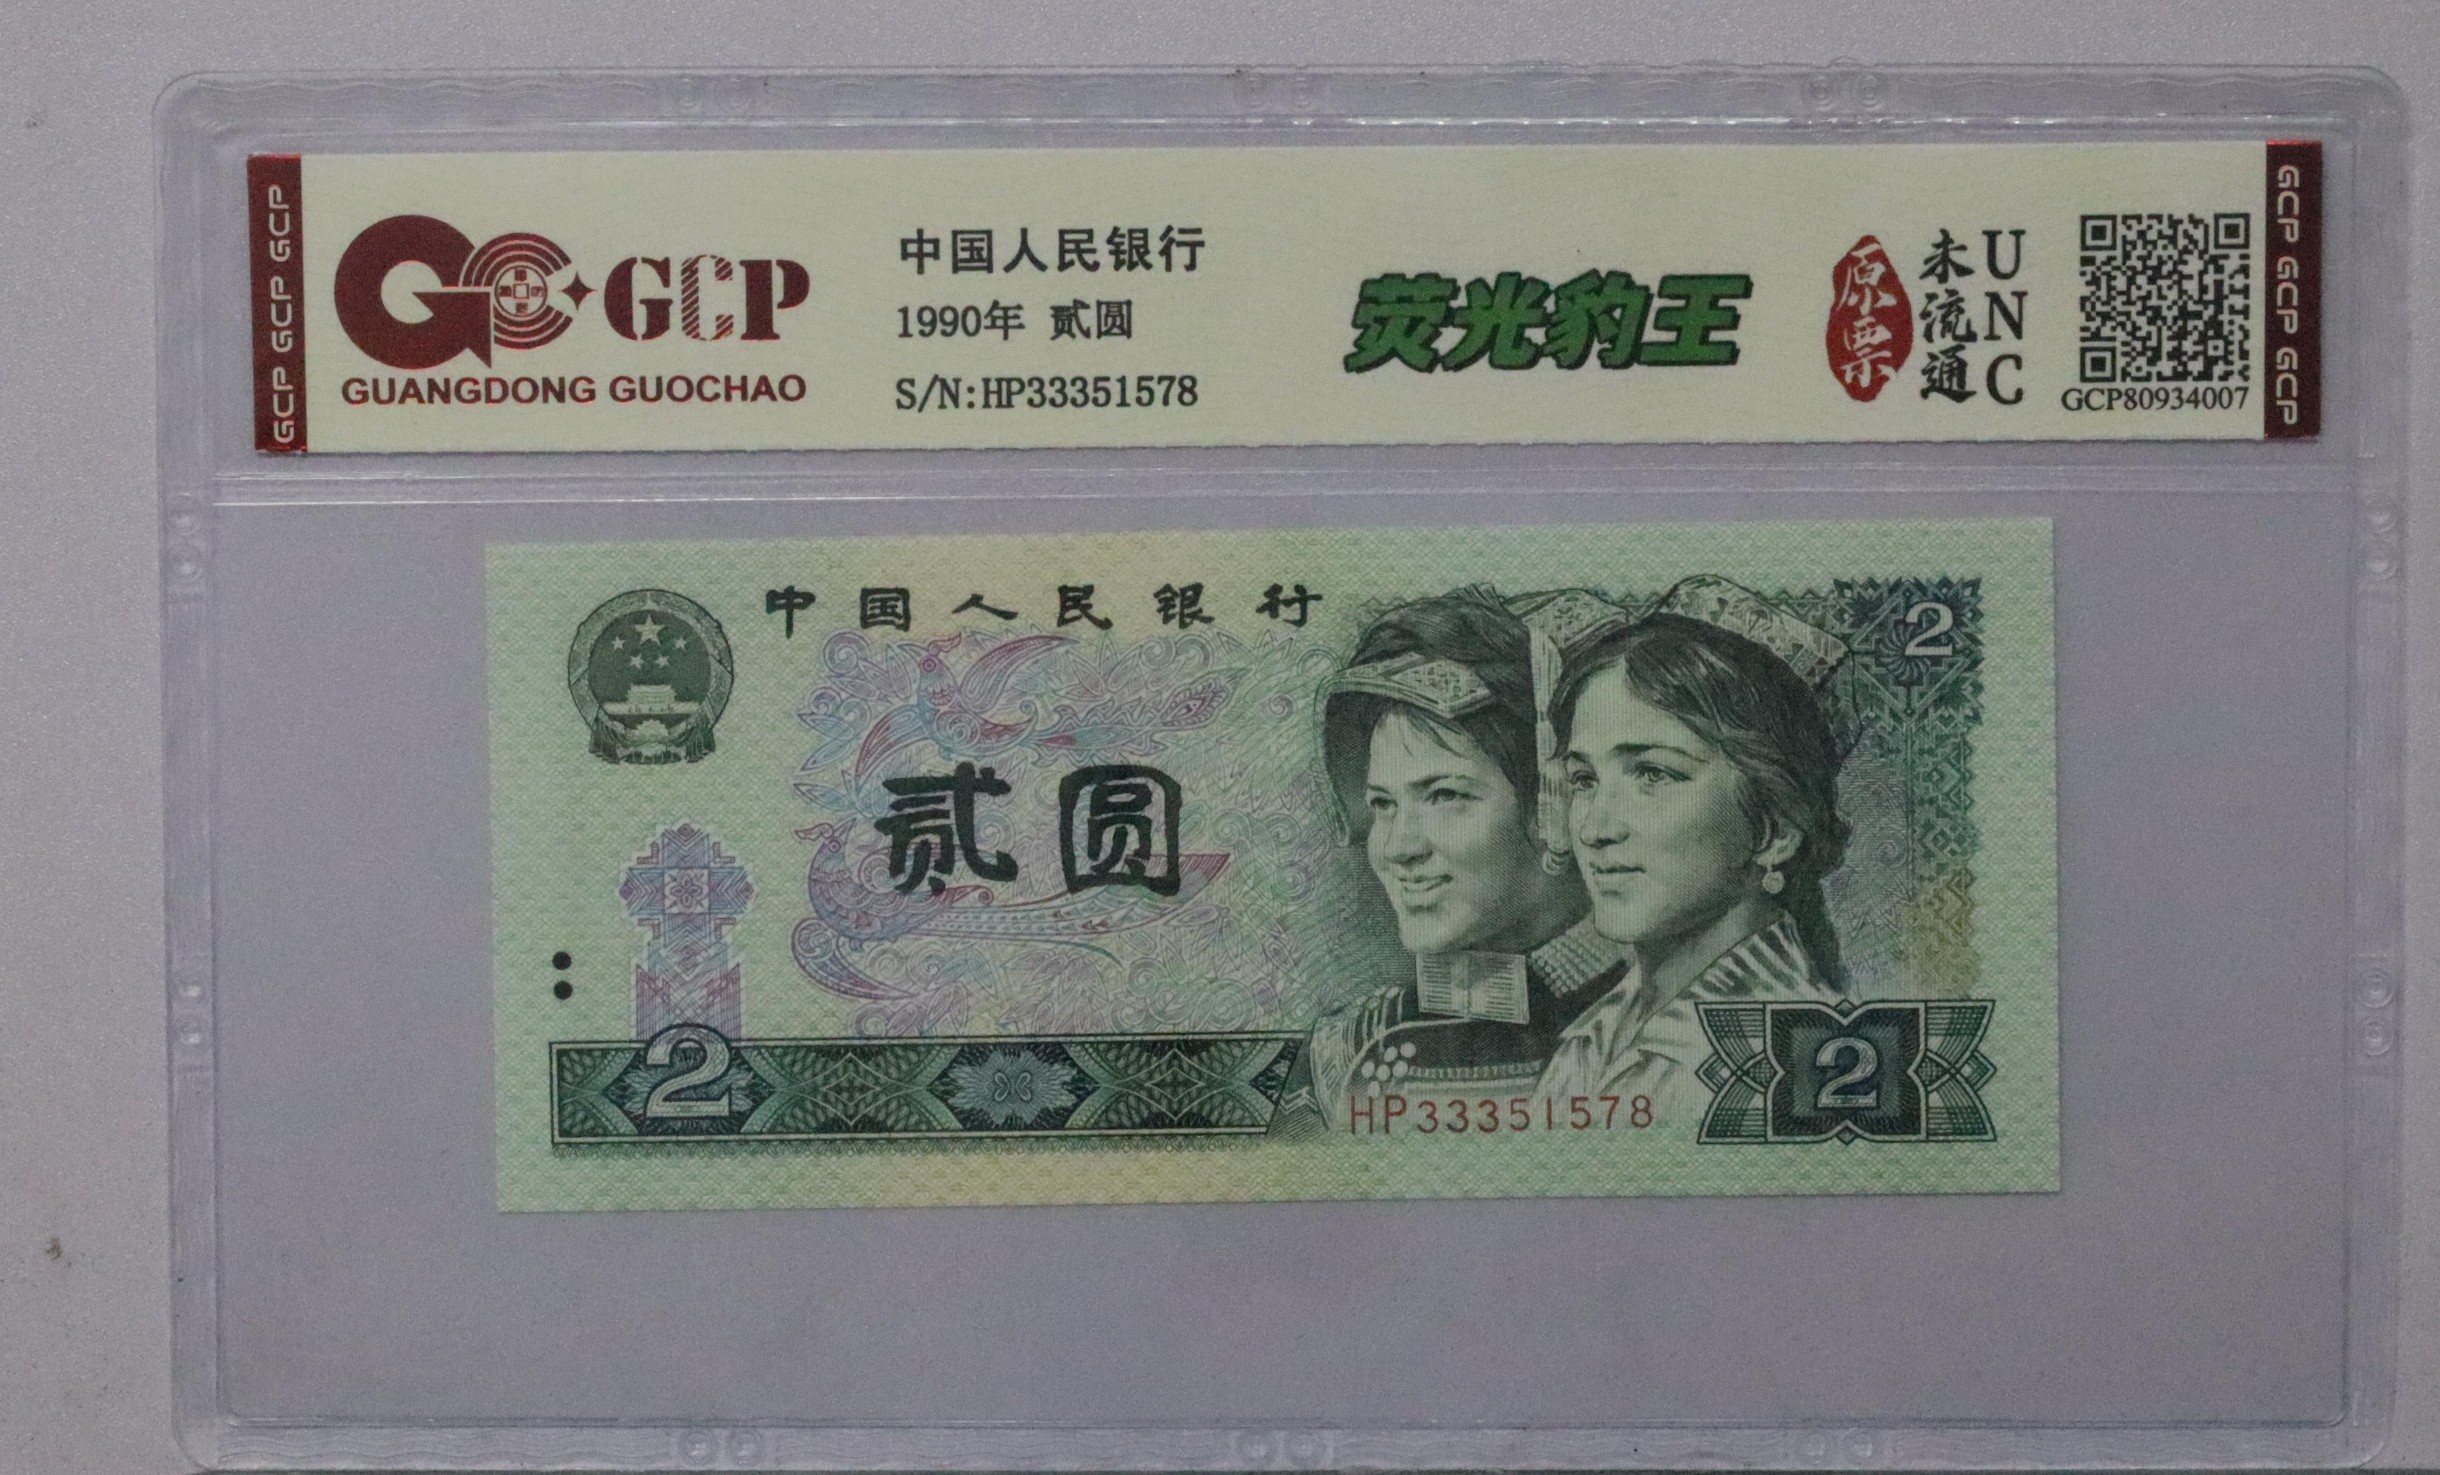 GCP GCP GCP
GCP
GUANGDONG GUOCHAO
中国人民银行
1990年 贰圆
S/N:HP33351578
荧光豹王
原票
未流通
UNC
GCP80934007
GCP GCP GCP
中国人民银行
2
贰圆
2
HP33351578
2